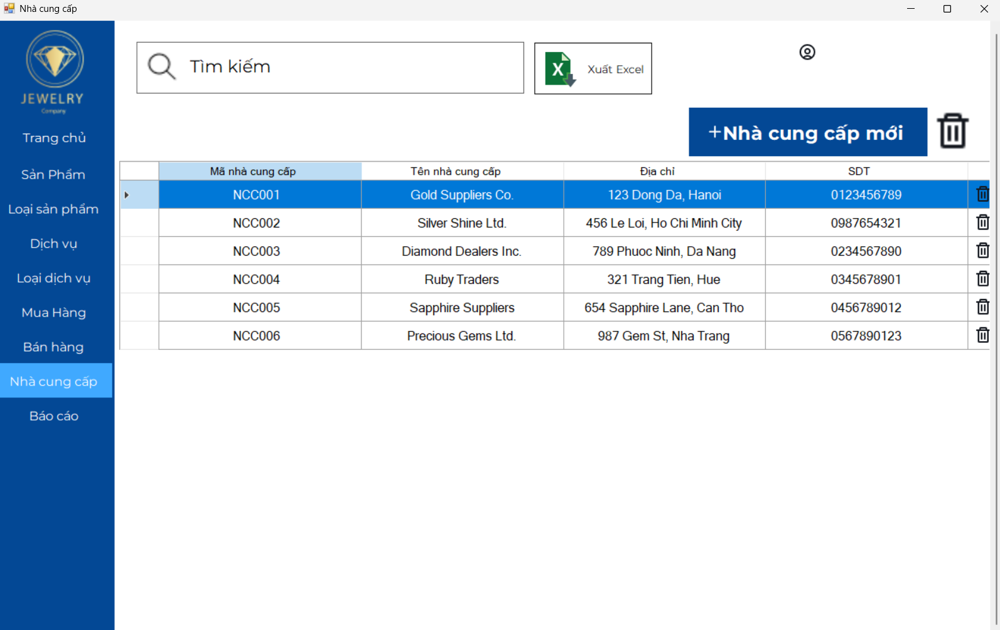 Nhà cung cấp
JEWELRY
Company
Trang chủ
Sản Phẩm
Loại sản phẩm
Dịch vụ
Loại dịch vụ
Mua Hàng
Bán hàng
Nhà cung cấp
Báo cáo
Tìm kiếm
X Xuất Excel
+Nhà cung cấp mới
Mã nhà cung cấp Tên nhà cung cấp Địa chỉ SDT
NCC001 Gold Suppliers Co. 123 Dong Da, Hanoi 0123456789
NCC002 Silver Shine Ltd. 456 Le Loi, Ho Chi Minh City 0987654321
NCC003 Diamond Dealers Inc. 789 Phuoc Ninh, Da Nang 0234567890
NCC004 Ruby Traders 321 Trang Tien, Hue 0345678901
NCC005 Sapphire Suppliers 654 Sapphire Lane, Can Tho 0456789012
NCC006 Precious Gems Ltd. 987 Gem St, Nha Trang 0567890123